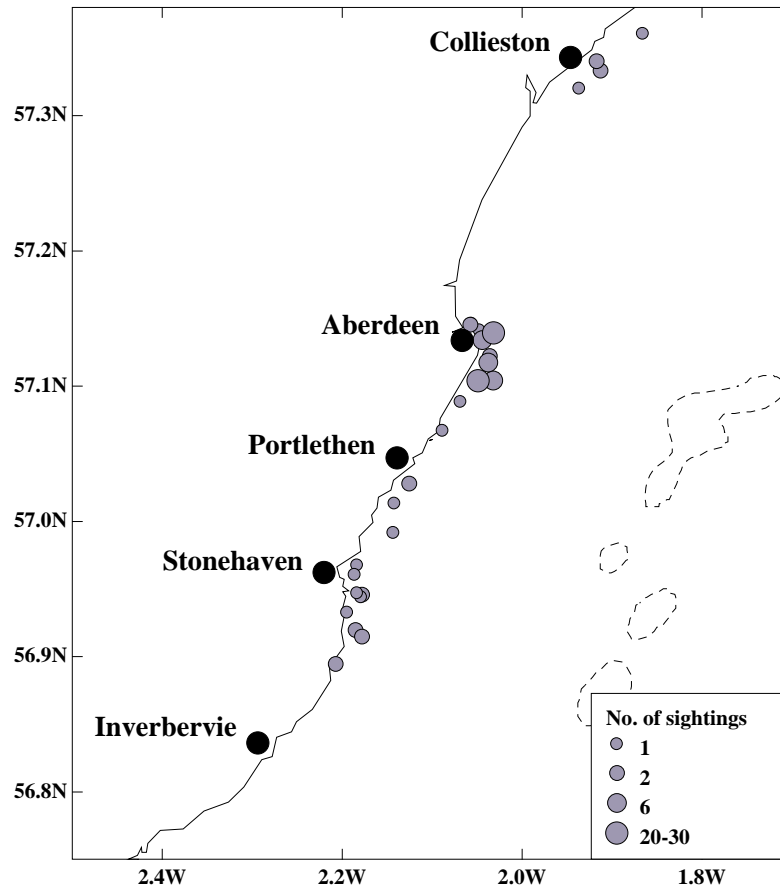 Collieston
57.3N
57.2N
Aberdeen
57.1N
Portlethen
57.0N
Stonehaven
56.9N
Inverbervie
56.8N
No. of sightings
1
2
6
20-30
2.4W 2.2W 2.0W 1.8W